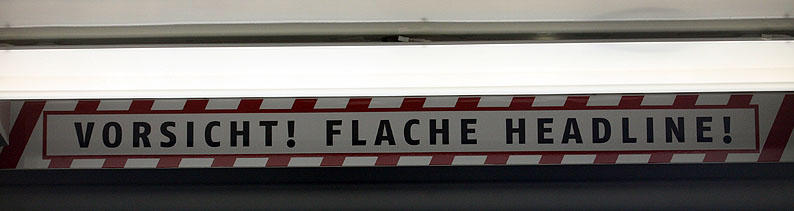 VORSICHT! FLACHE HEADLINE!